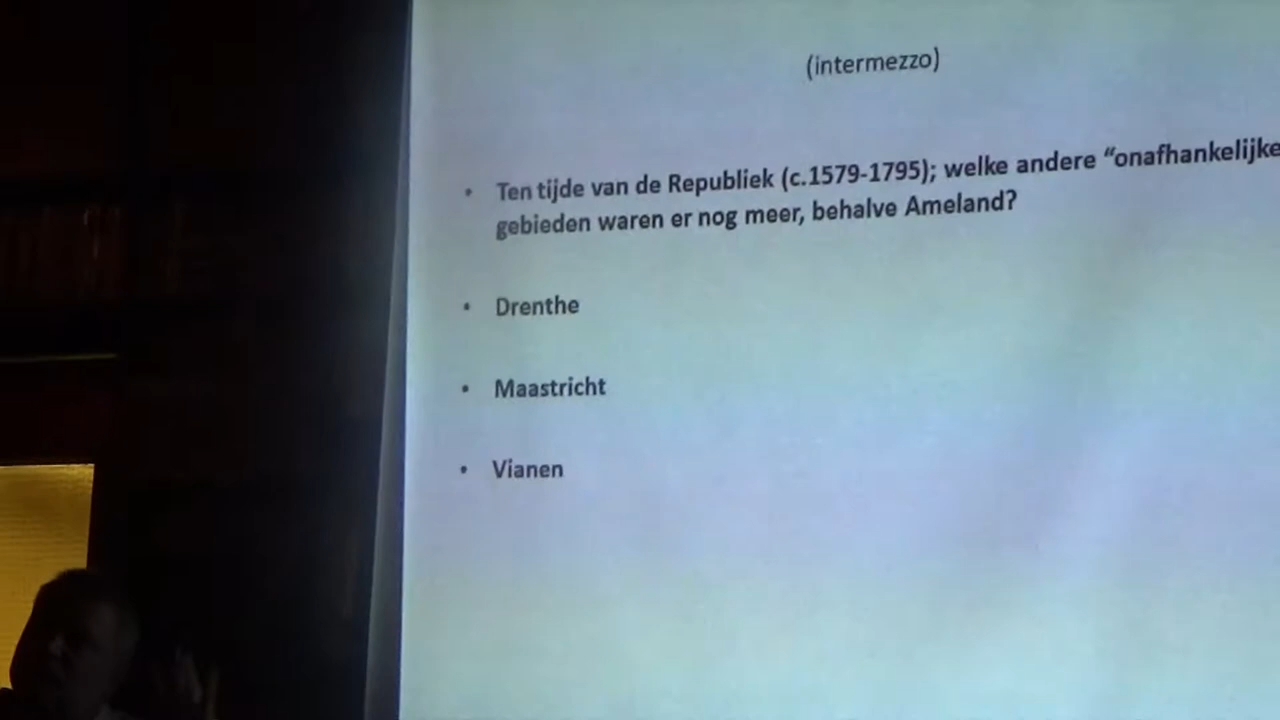 (intermezzo)
• Ten tijde van de Republiek (c.1579-1795); welke andere “onafhankelijke
gebieden waren er nog meer, behalve Ameland?
• Drenthe
• Maastricht
• Vianen